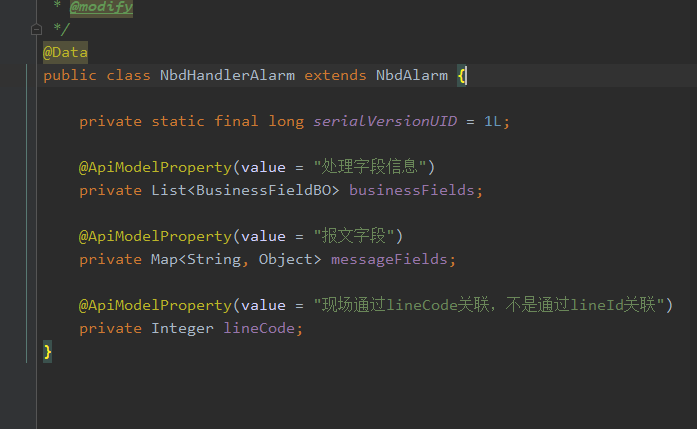 * @modify
*/
@Data
public class NbdHandlerAlarm extends NbdAlarm {
private static final long serialVersionUID = 1L;
@ApiModelProperty(value = "处理字段信息")
private List<BusinessFieldBO> businessFields;
@ApiModelProperty(value = "报文字段")
private Map<String, Object> messageFields;
@ApiModelProperty(value = "现场通过lineCode关联，不是通过lineId关联")
private Integer lineCode;
}